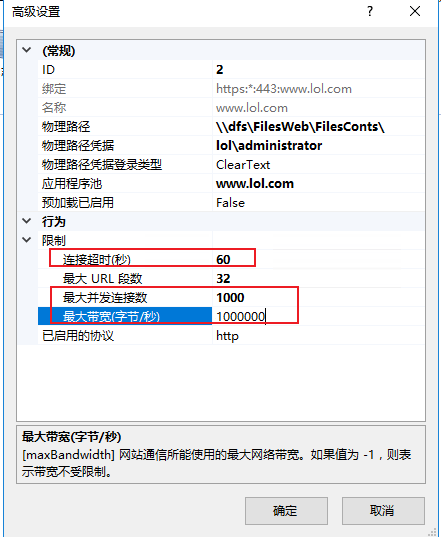 高级设置
? ×
(常规)
ID 2
绑定 https:*:443:www.lol.com
名称 www.lol.com
物理路径 \\dfs\FilesWeb\FilesConts\
物理路径凭据 lol\administrator
物理路径凭据登录类型 ClearText
应用程序池 www.lol.com
预加载已启用 False
行为
限制
连接超时(秒) 60
最大 URL 段数 32
最大并发连接数 1000
最大带宽(字节/秒) 1000000
已启用的协议 http
最大带宽(字节/秒)
[maxBandwidth] 网站通信所能使用的最大网络带宽。如果值为 -1，则表
示带宽不受限制。
确定 取消